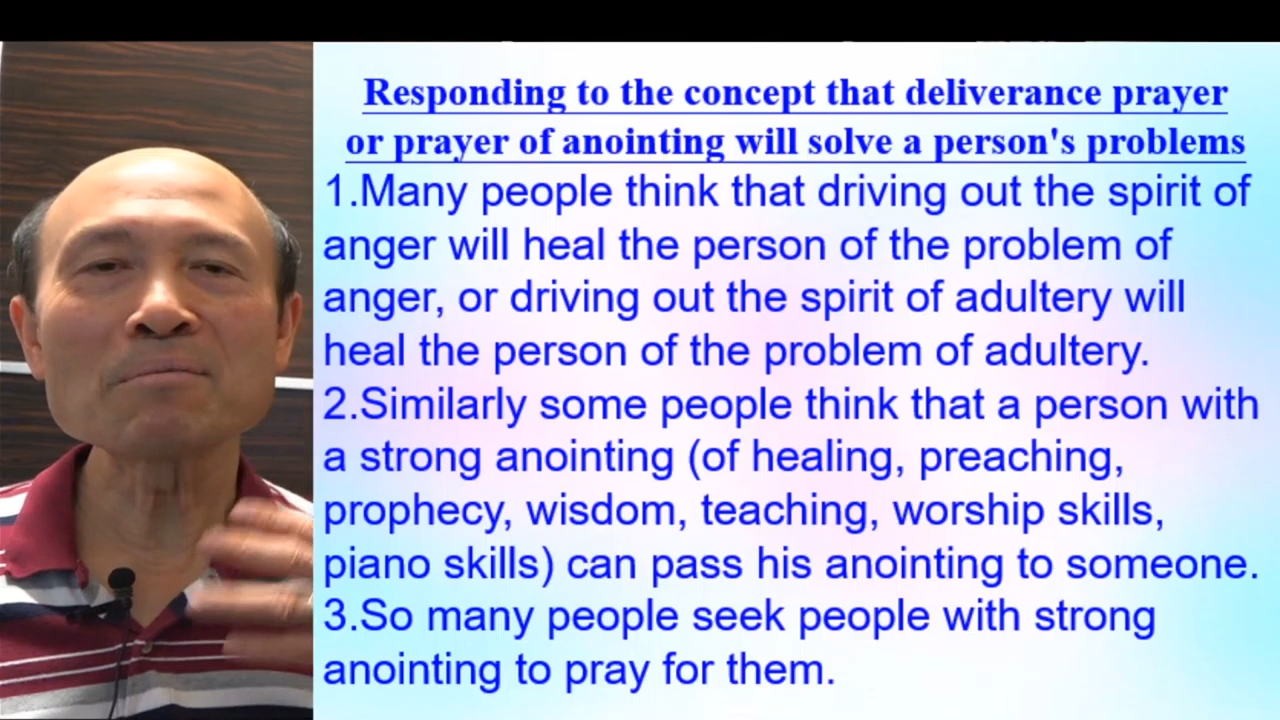 Responding to the concept that deliverance prayer
or prayer of anointing will solve a person's problems
1.Many people think that driving out the spirit of
anger will heal the person of the problem of
anger, or driving out the spirit of adultery will
heal the person of the problem of adultery.
2.Similarly some people think that a person with
a strong anointing (of healing, preaching,
prophecy, wisdom, teaching, worship skills,
piano skills) can pass his anointing to someone.
3.So many people seek people with strong
anointing to pray for them.